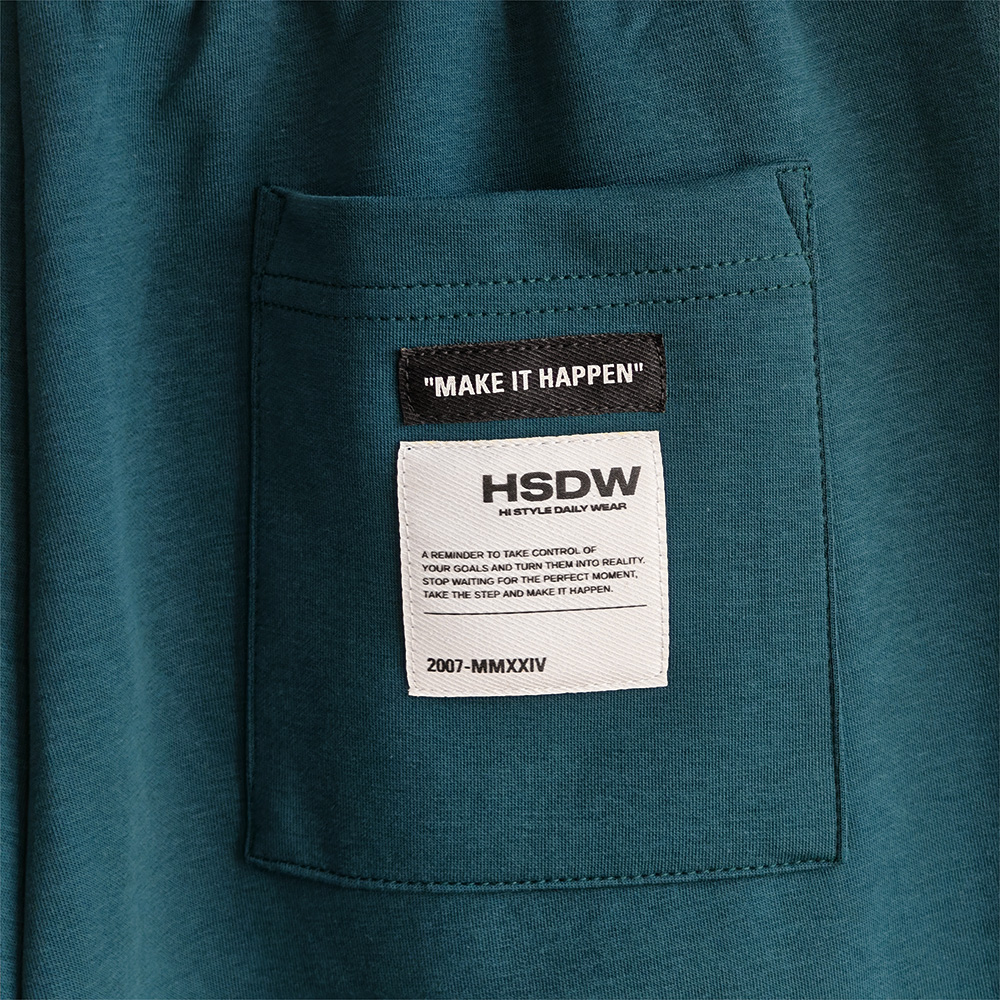 "MAKE IT HAPPEN"
HSDW
HI STYLE DAILY WEAR
A REMINDER TO TAKE CONTROL OF
YOUR GOALS AND TURN THEM INTO REALITY.
STOP WAITING FOR THE PERFECT MOMENT,
TAKE THE STEP AND MAKE IT HAPPEN.
2007-MMXXIV